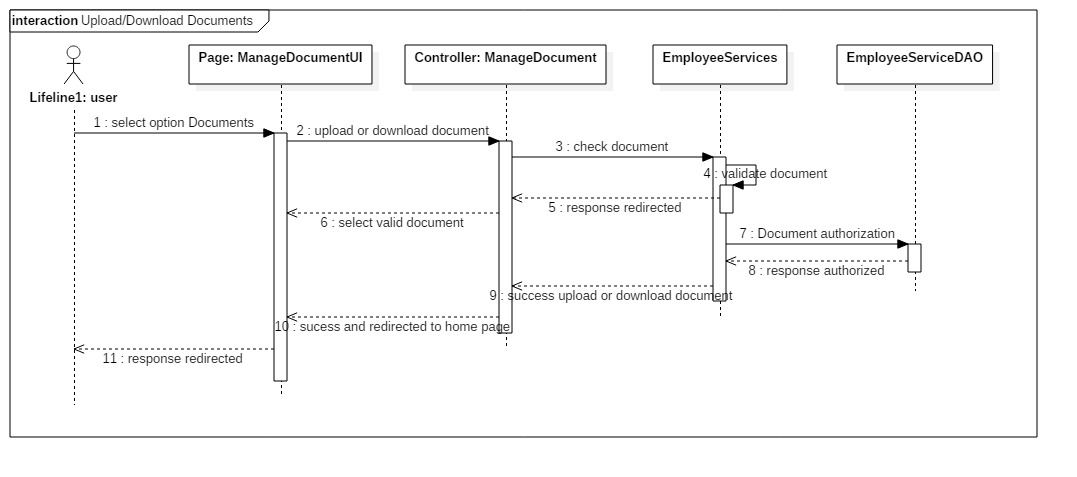 interaction Upload/Download Documents
Page: ManageDocumentUI
Controller: ManageDocument
EmployeeServices
EmployeeServiceDAO
Lifeline1: user
1 : select option Documents
2 : upload or download document
3 : check document
4 : validate document
5 : response redirected
6 : select valid document
7 : Document authorization
8 : response authorized
9 : success upload or download document
10 : sucess and redirected to home page
11 : response redirected